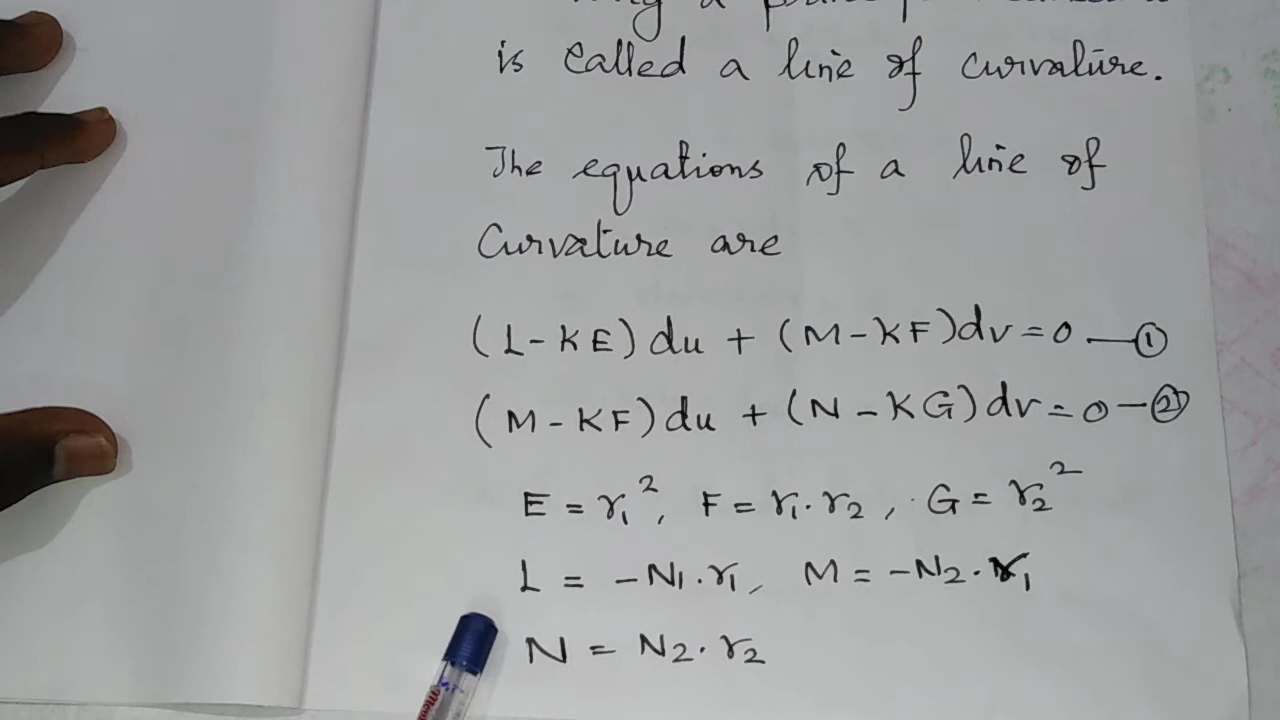 is called a line of curvature.
The equations of a line of
Curvature are
(L-KE) du + (M-KF) dv = 0 — ①
(M-KF) du + (N-KG) dv = 0 — ②
E = r₁², F = r₁·r₂, G = r₂²
L = -N₁·r₁, M = -N₂·r₁
N = N₂·r₂